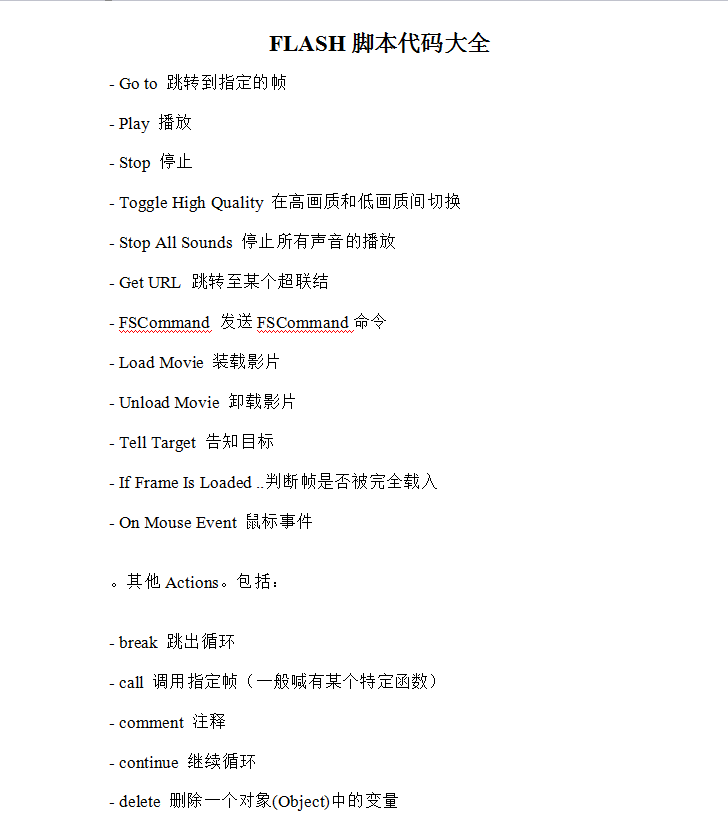 FLASH 脚本代码大全
- Go to 跳转到指定的帧
- Play 播放
- Stop 停止
- Toggle High Quality 在高画质和低画质间切换
- Stop All Sounds 停止所有声音的播放
- Get URL 跳转至某个超联结
- FSCommand 发送 FSCommand 命令
- Load Movie 装载影片
- Unload Movie 卸载影片
- Tell Target 告知目标
- If Frame Is Loaded ..判断帧是否被完全载入
- On Mouse Event 鼠标事件
。其他 Actions。包括：
- break 跳出循环
- call 调用指定帧（一般喊有某个特定函数）
- comment 注释
- continue 继续循环
- delete 删除一个对象(Object)中的变量